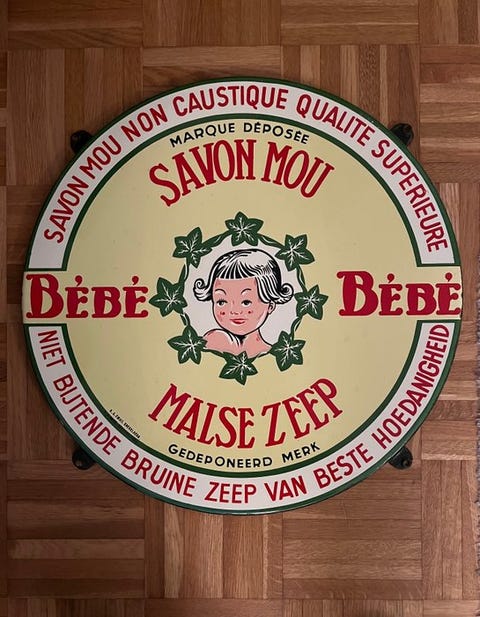 SAVON MOU NON CAUSTIQUE QUALITE SUPERIEURE
MARQUE DÉPOSÉE
SAVON MOU
BÉBÉ
BÉBÉ
MALSE ZEEP
GEDEPONEERD MERK
NIET BIJTENDE BRUINE ZEEP VAN BESTE HOEDANIGHEID